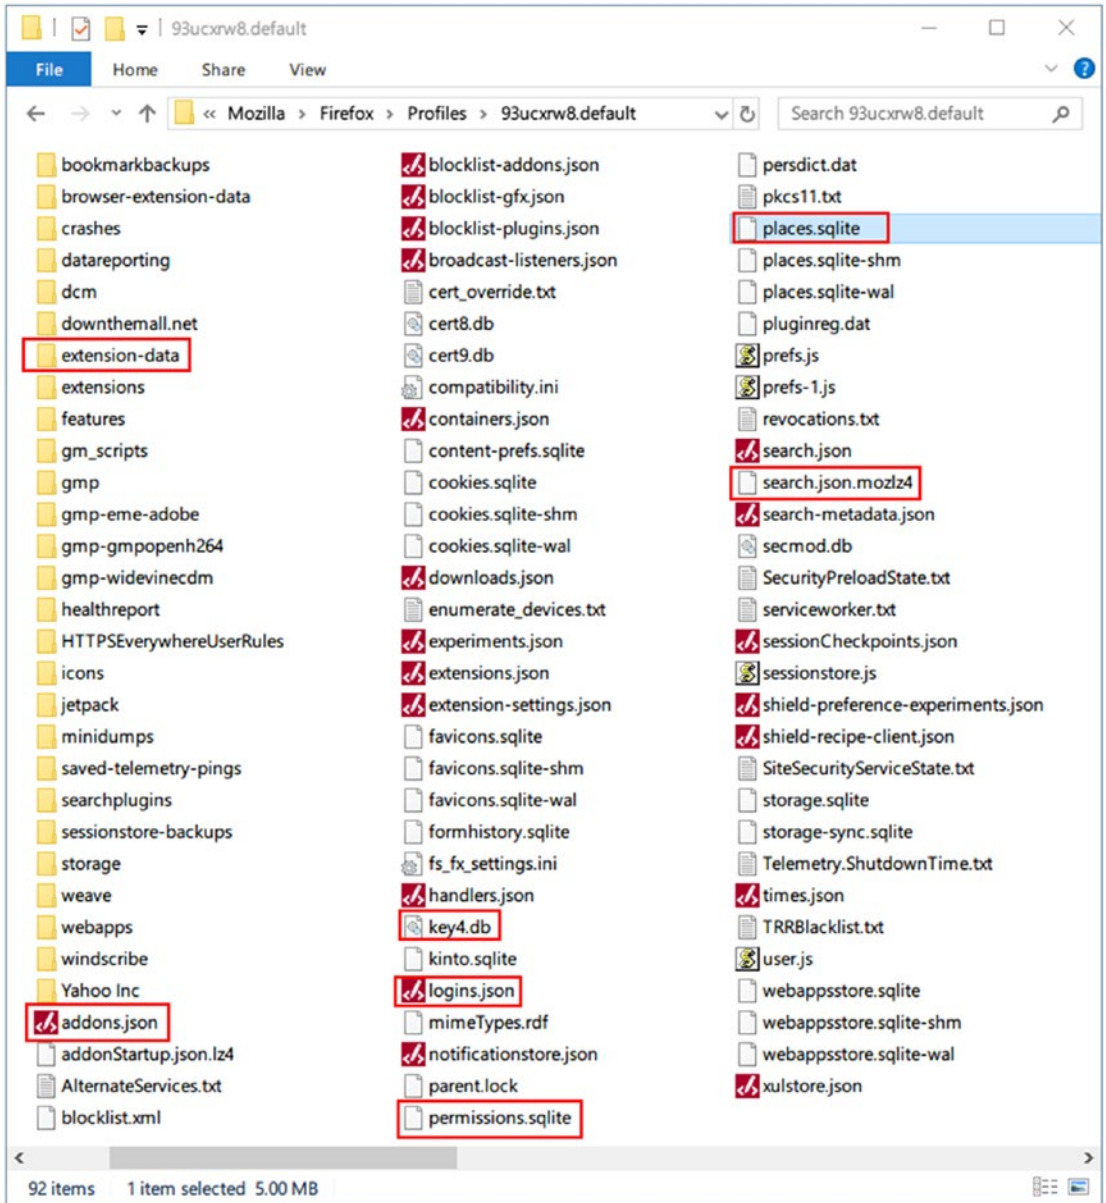 93ucxrw8.default
File Home Share View
« Mozilla > Firefox > Profiles > 93ucxrw8.default
Search 93ucxrw8.default
bookmarkbackups
browser-extension-data
crashes
datareporting
dcm
downthemall.net
extension-data
extensions
features
gm_scripts
gmp
gmp-eme-adobe
gmp-gmpopenh264
gmp-widevinecdm
healthreport
HTTPSEverywhereUserRules
icons
jetpack
minidumps
saved-telemetry-pings
searchplugins
sessionstore-backups
storage
weave
webapps
windscribe
Yahoo Inc
addons.json
addonStartup.json.lz4
AlternateServices.txt
blocklist.xml
blocklist-addons.json
blocklist-gfx.json
blocklist-plugins.json
broadcast-listeners.json
cert_override.txt
cert8.db
cert9.db
compatibility.ini
containers.json
content-prefs.sqlite
cookies.sqlite
cookies.sqlite-shm
cookies.sqlite-wal
downloads.json
enumerate_devices.txt
experiments.json
extensions.json
extension-settings.json
favicons.sqlite
favicons.sqlite-shm
favicons.sqlite-wal
formhistory.sqlite
fs_fx_settings.ini
handlers.json
key4.db
kinto.sqlite
logins.json
mimeTypes.rdf
notificationstore.json
parent.lock
permissions.sqlite
persdict.dat
pkcs11.txt
places.sqlite
places.sqlite-shm
places.sqlite-wal
pluginreg.dat
prefs.js
prefs-1.js
revocations.txt
search.json
search.json.mozlz4
search-metadata.json
secmod.db
SecurityPreloadState.txt
serviceworker.txt
sessionCheckpoints.json
sessionstore.js
shield-preference-experiments.json
shield-recipe-client.json
SiteSecurityServiceState.txt
storage.sqlite
storage-sync.sqlite
Telemetry.ShutdownTime.txt
times.json
TRRBlacklist.txt
user.js
webappsstore.sqlite
webappsstore.sqlite-shm
webappsstore.sqlite-wal
xulstore.json
92 items 1 item selected 5.00 MB